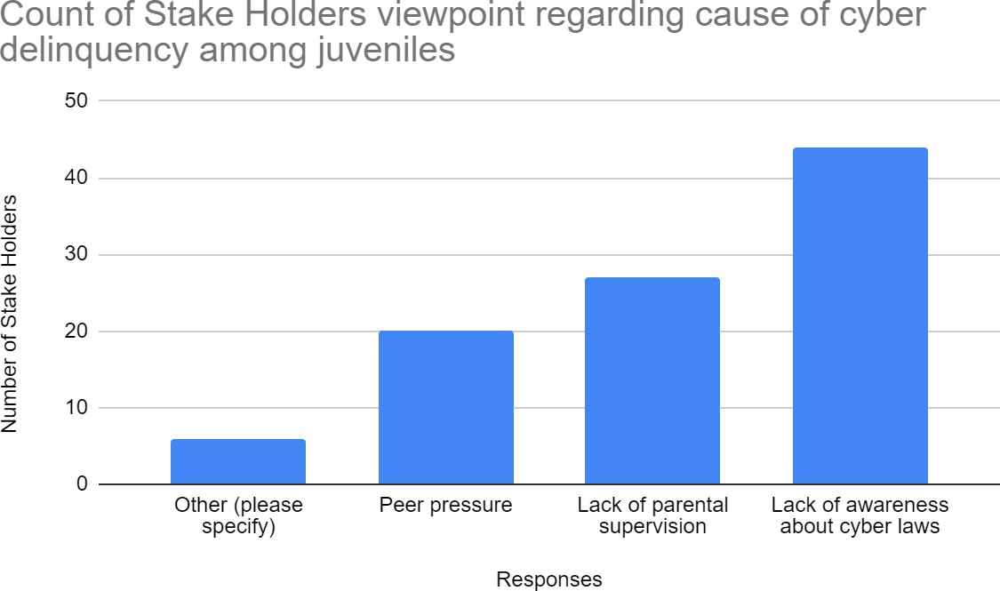 Count of Stake Holders viewpoint regarding cause of cyber
delinquency among juveniles
50
40
30
20
10
0
Number of Stake Holders
Other (please
specify)
Peer pressure
Lack of parental
supervision
Lack of awareness
about cyber laws
Responses